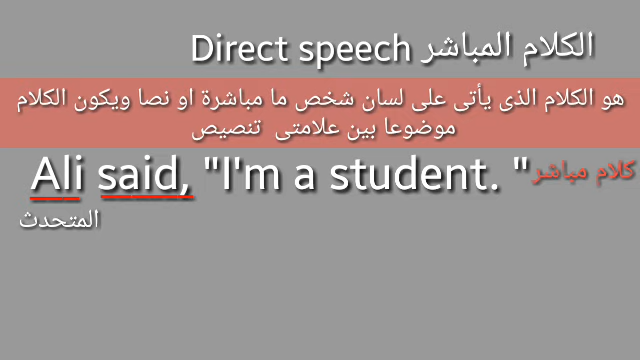 Direct speech الكلام المباشر
هو الكلام الذى يأتى على لسان شخص ما مباشرة او نصا ويكون الكلام
موضوعا بين علامتى تنصيص
Ali said, "I'm a student. " كلام مباشر
المتحدث